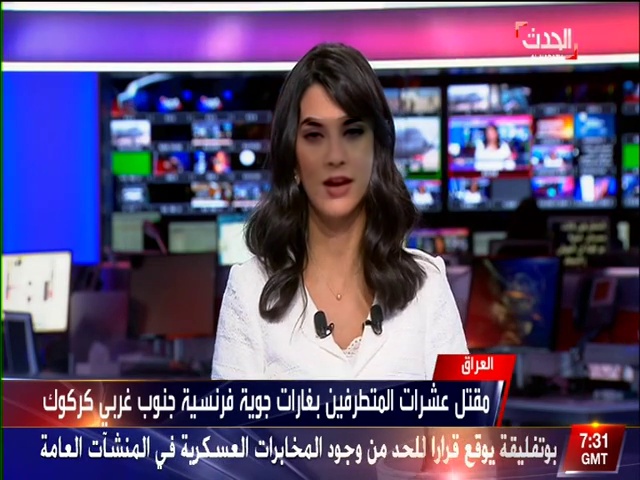 الحدث
العراق
مقتل عشرات المتطرفين بغارات جوية فرنسية جنوب غربي كركوك
بوتفليقة يوقع قرارا للحد من وجود المخابرات العسكرية في المنشآت العامة
7:31
GMT